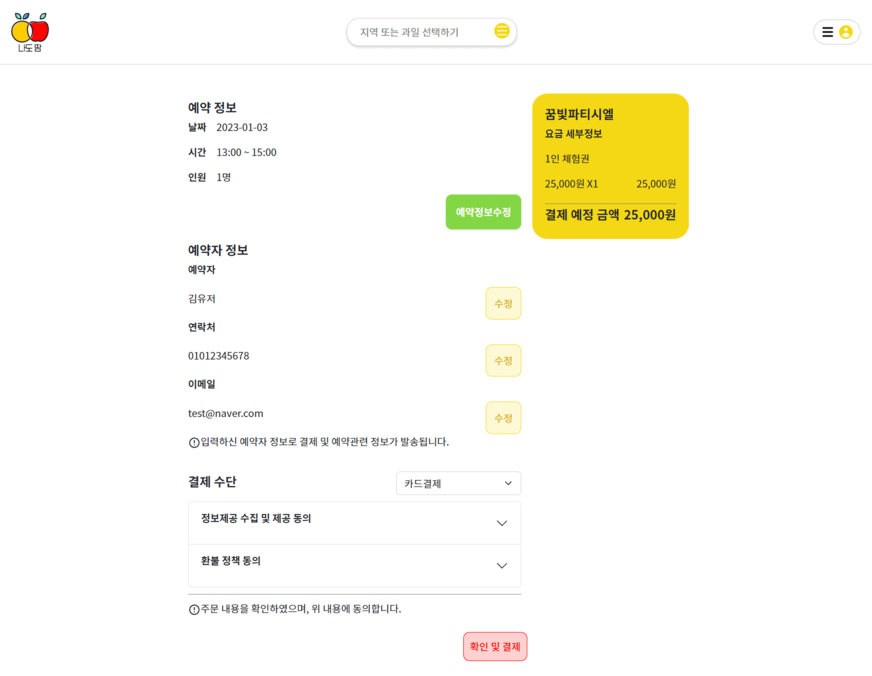 나도팜
지역 또는 과일 선택하기
예약 정보
날짜 2023-01-03
시간 13:00 ~ 15:00
인원 1명
예약정보수정
꿈빛파티시엘
요금 세부정보
1인 체험권
25,000원 X1 25,000원
결제 예정 금액 25,000원
예약자 정보
예약자
김유저 수정
연락처
01012345678 수정
이메일
test@naver.com 수정
입력하신 예약자 정보로 결제 및 예약관련 정보가 발송됩니다.
결제 수단 카드결제
정보제공 수집 및 제공 동의
환불 정책 동의
주문 내용을 확인하였으며, 위 내용에 동의합니다.
확인 및 결제